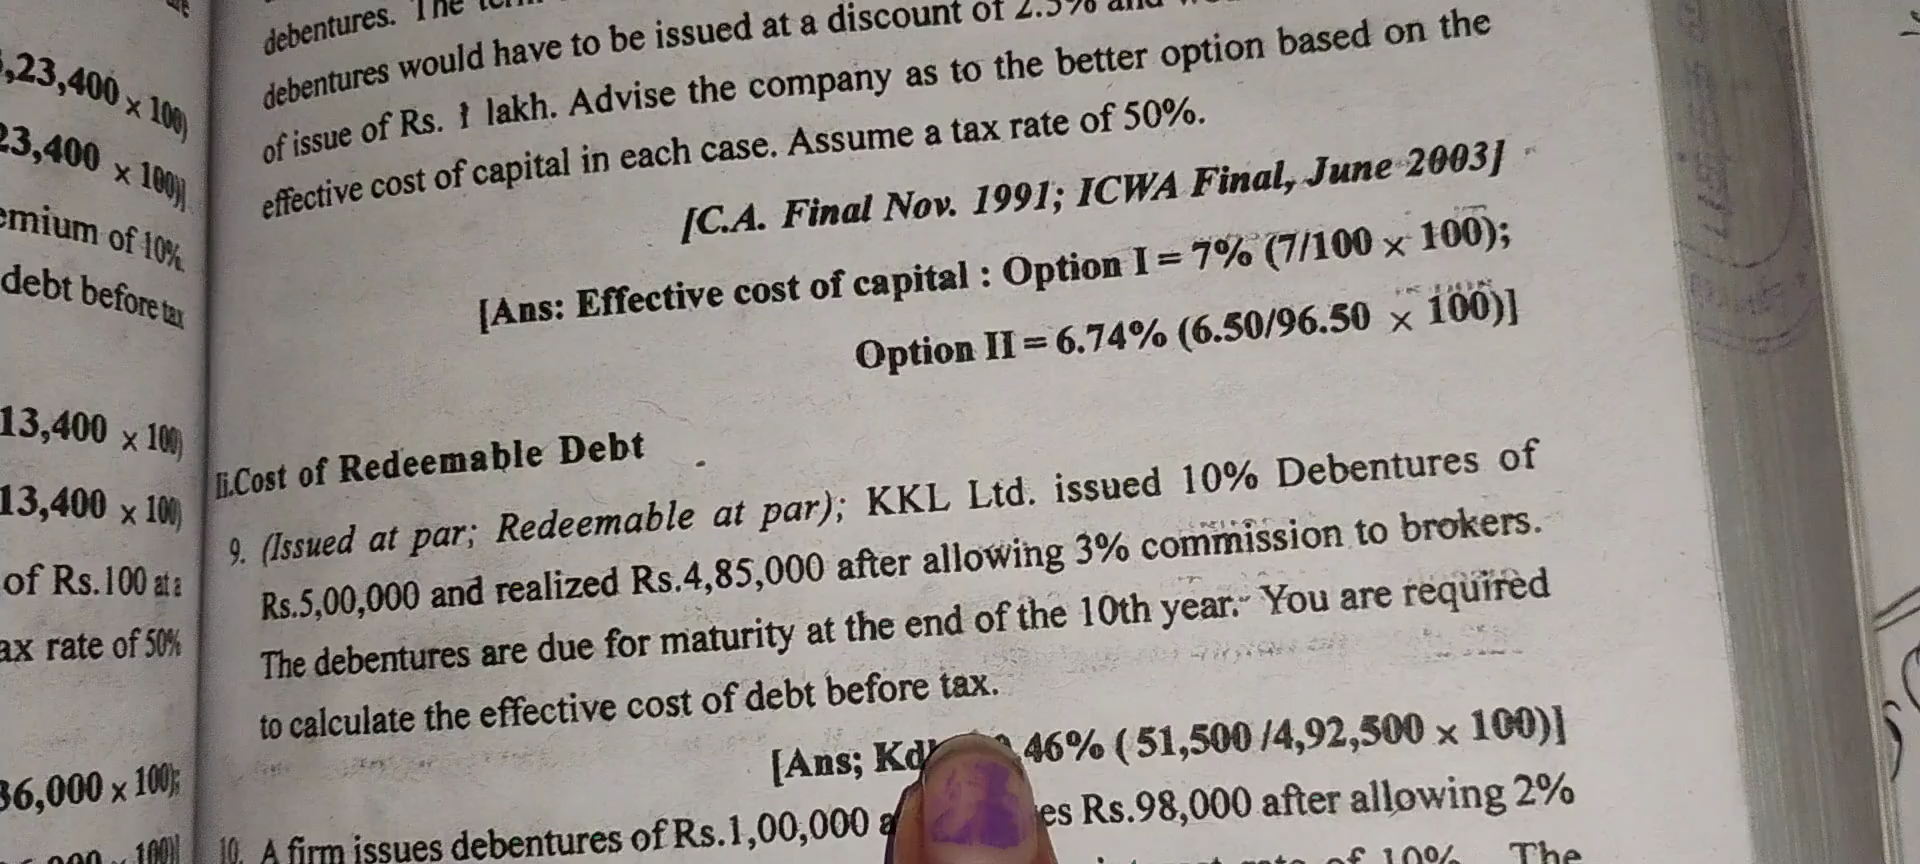 ,23,400 × 100)
23,400 × 100)]
emium of 10%.
debt before tax
13,400 × 100)
13,400 × 100)
of Rs.100 at a
ax rate of 50%
36,000 × 100);
debentures. The
debentures would have to be issued at a discount of 2.5% and
of issue of Rs. 1 lakh. Advise the company as to the better option based on the
effective cost of capital in each case. Assume a tax rate of 50%.
[C.A. Final Nov. 1991; ICWA Final, June 2003]
[Ans: Effective cost of capital : Option I = 7% (7/100 × 100);
Option II = 6.74% (6.50/96.50 × 100)]
Ii.Cost of Redeemable Debt
9. (Issued at par; Redeemable at par); KKL Ltd. issued 10% Debentures of
Rs.5,00,000 and realized Rs.4,85,000 after allowing 3% commission to brokers.
The debentures are due for maturity at the end of the 10th year. You are required
to calculate the effective cost of debt before tax.
[Ans; Kd 46% ( 51,500 /4,92,500 × 100)]
10. A firm issues debentures of Rs.1,00,000 a es Rs.98,000 after allowing 2%
of 10%. The